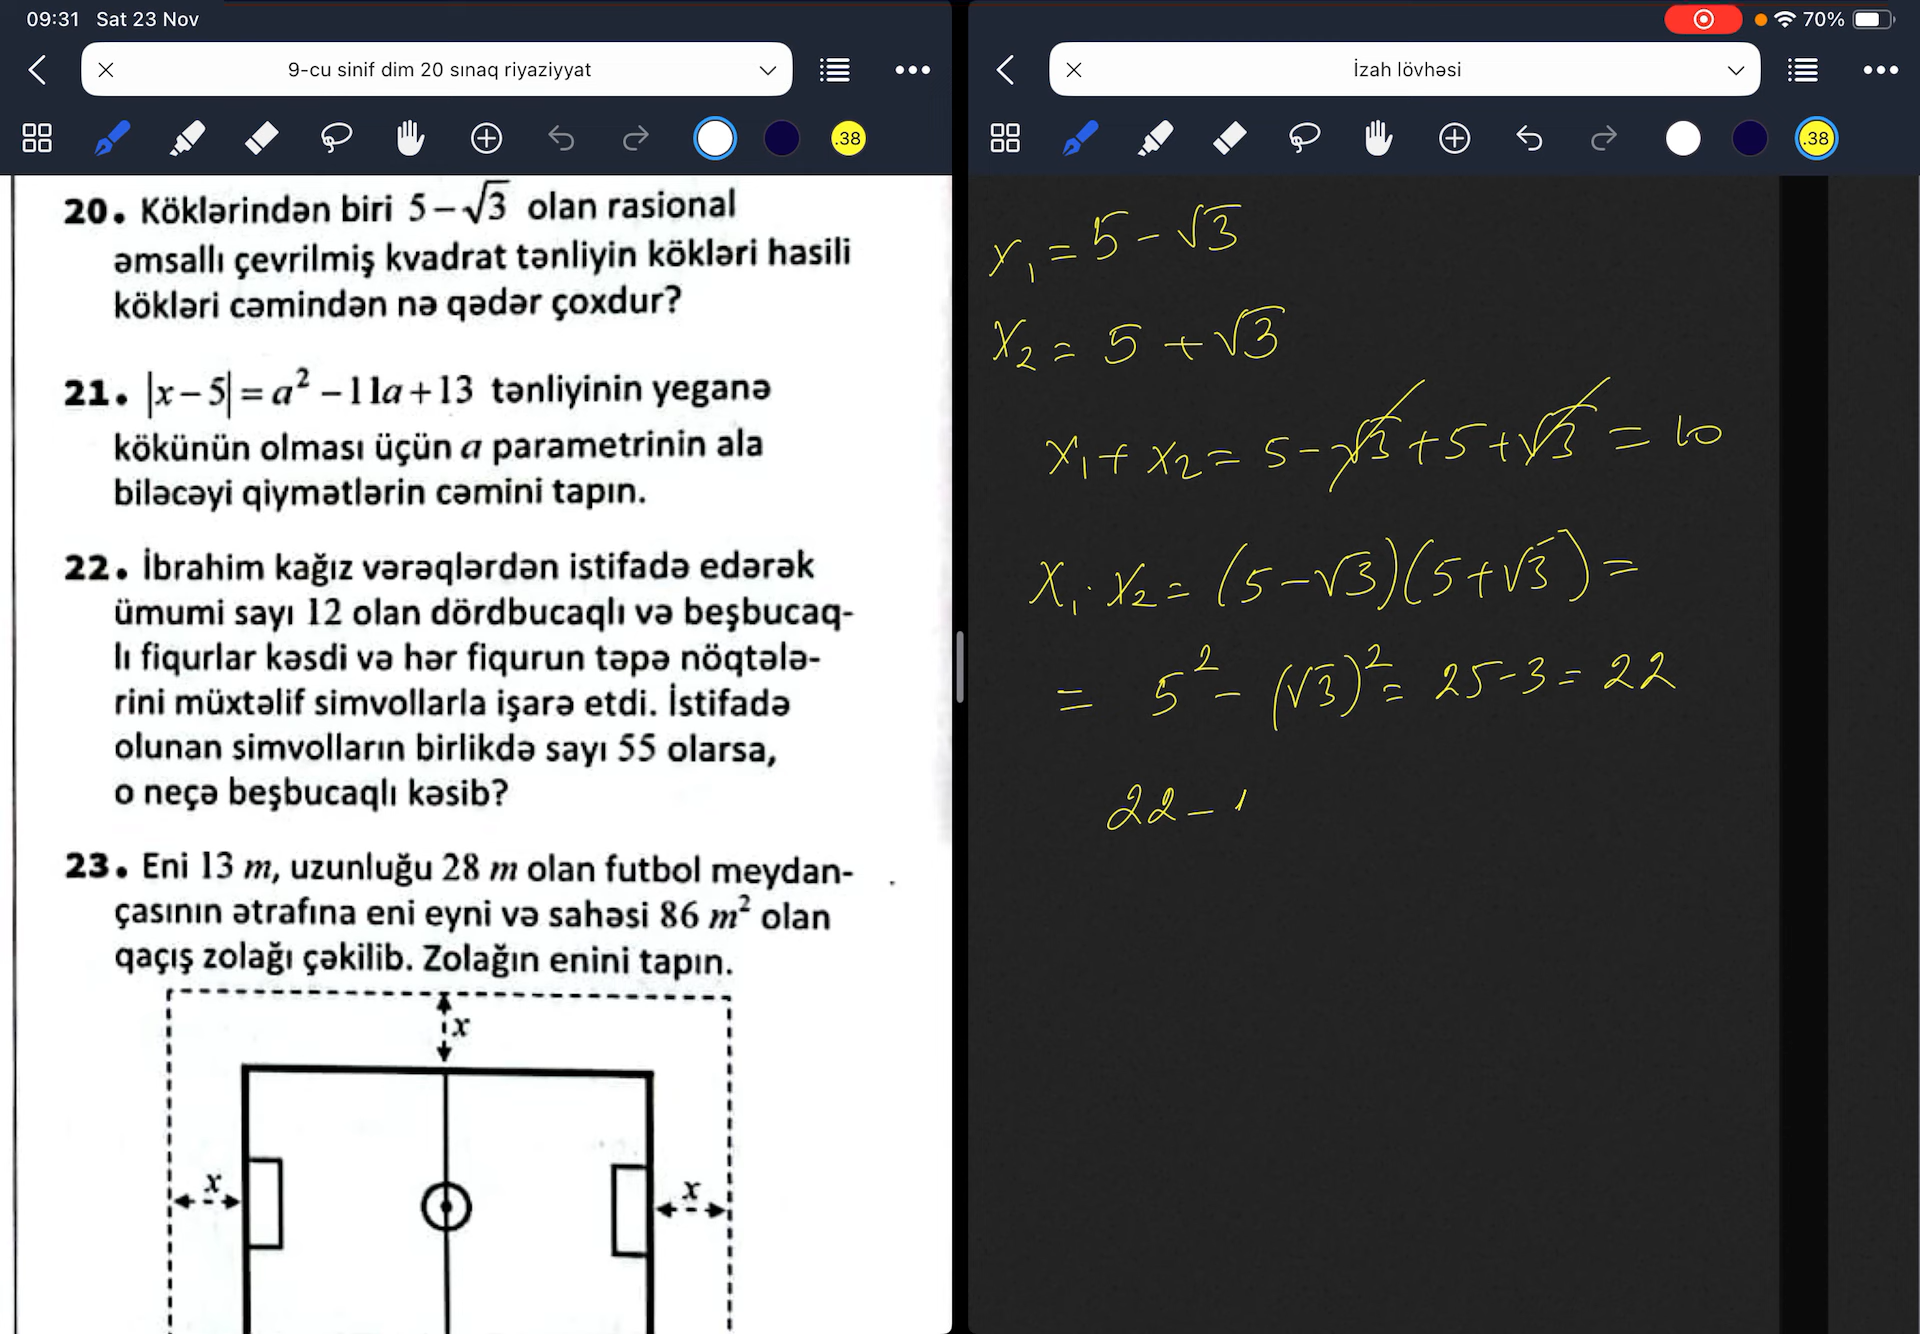 09:31 Sat 23 Nov
70%
9-cu sinif dim 20 sınaq riyaziyyat
İzah lövhəsi
.38
.38
20. Köklərindən biri 5−√3 olan rasional
əmsallı çevrilmiş kvadrat tənliyin kökləri hasili
kökləri cəmindən nə qədər çoxdur?
21. |x−5|=a²−11a+13 tənliyinin yeganə
kökünün olması üçün a parametrinin ala
biləcəyi qiymətlərin cəmini tapın.
22. İbrahim kağız vərəqlərdən istifadə edərək
ümumi sayı 12 olan dördbucaqlı və beşbucaq-
lı fiqurlar kəsdi və hər fiqurun təpə nöqtələ-
rini müxtəlif simvollarla işarə etdi. İstifadə
olunan simvolların birlikdə sayı 55 olarsa,
o neçə beşbucaqlı kəsib?
23. Eni 13 m, uzunluğu 28 m olan futbol meydan-
çasının ətrafına eni eyni və sahəsi 86 m² olan
qaçış zolağı çəkilib. Zolağın enini tapın.
x
x
x
x₁ = 5 − √3
x₂ = 5 + √3
x₁ + x₂ = 5 − √3 + 5 + √3 = 10
x₁ · x₂ = (5 − √3)(5 + √3) =
= 5² − (√3)² = 25 − 3 = 22
22 − 1